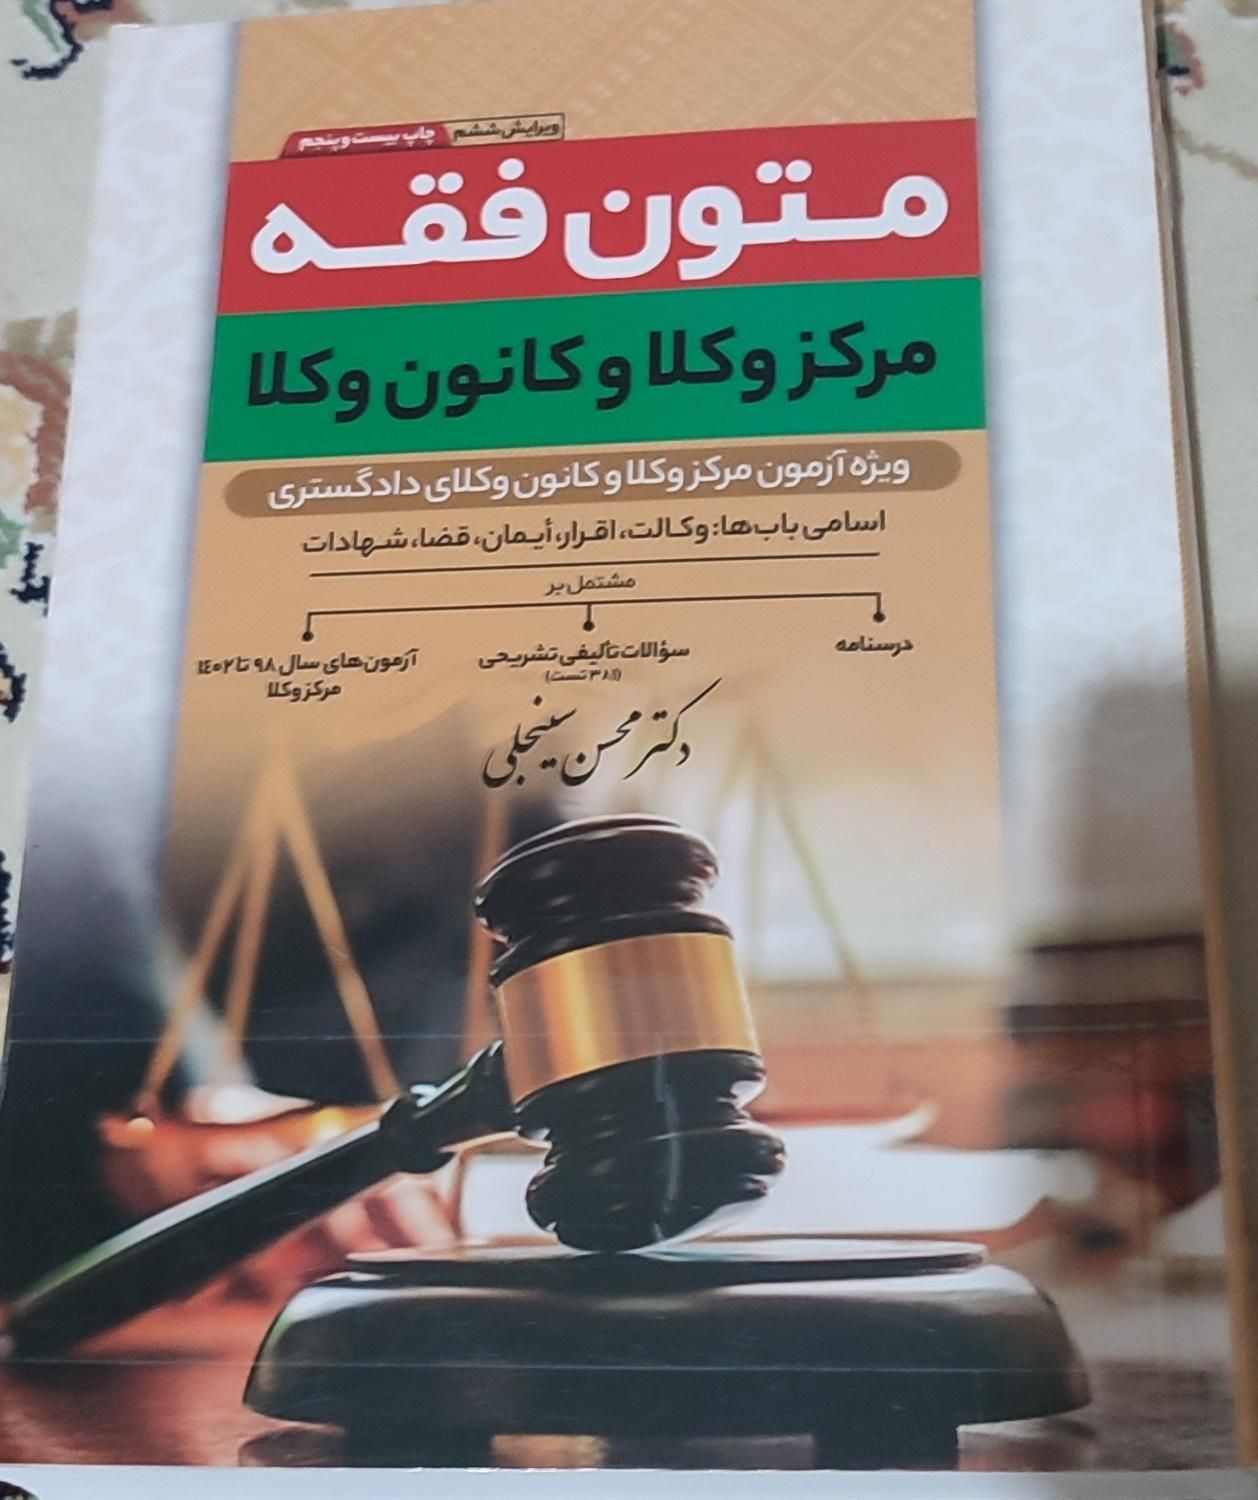 ویرایش ششم چاپ بیست و پنجم
متون فقه
مرکز وکلا و کانون وکلا
ویژه آزمون مرکز وکلا و کانون وکلای دادگستری
اسامی باب‌ها: وکالت، اقرار، أیمان، قضا، شهادات
مشتمل بر
درسنامه
سؤالات تألیفی تشریحی
(۳۸۱ تست)
آزمون‌های سال ۹۸ تا ۱۴۰۲
مرکز وکلا
دکتر محسن سینجلی